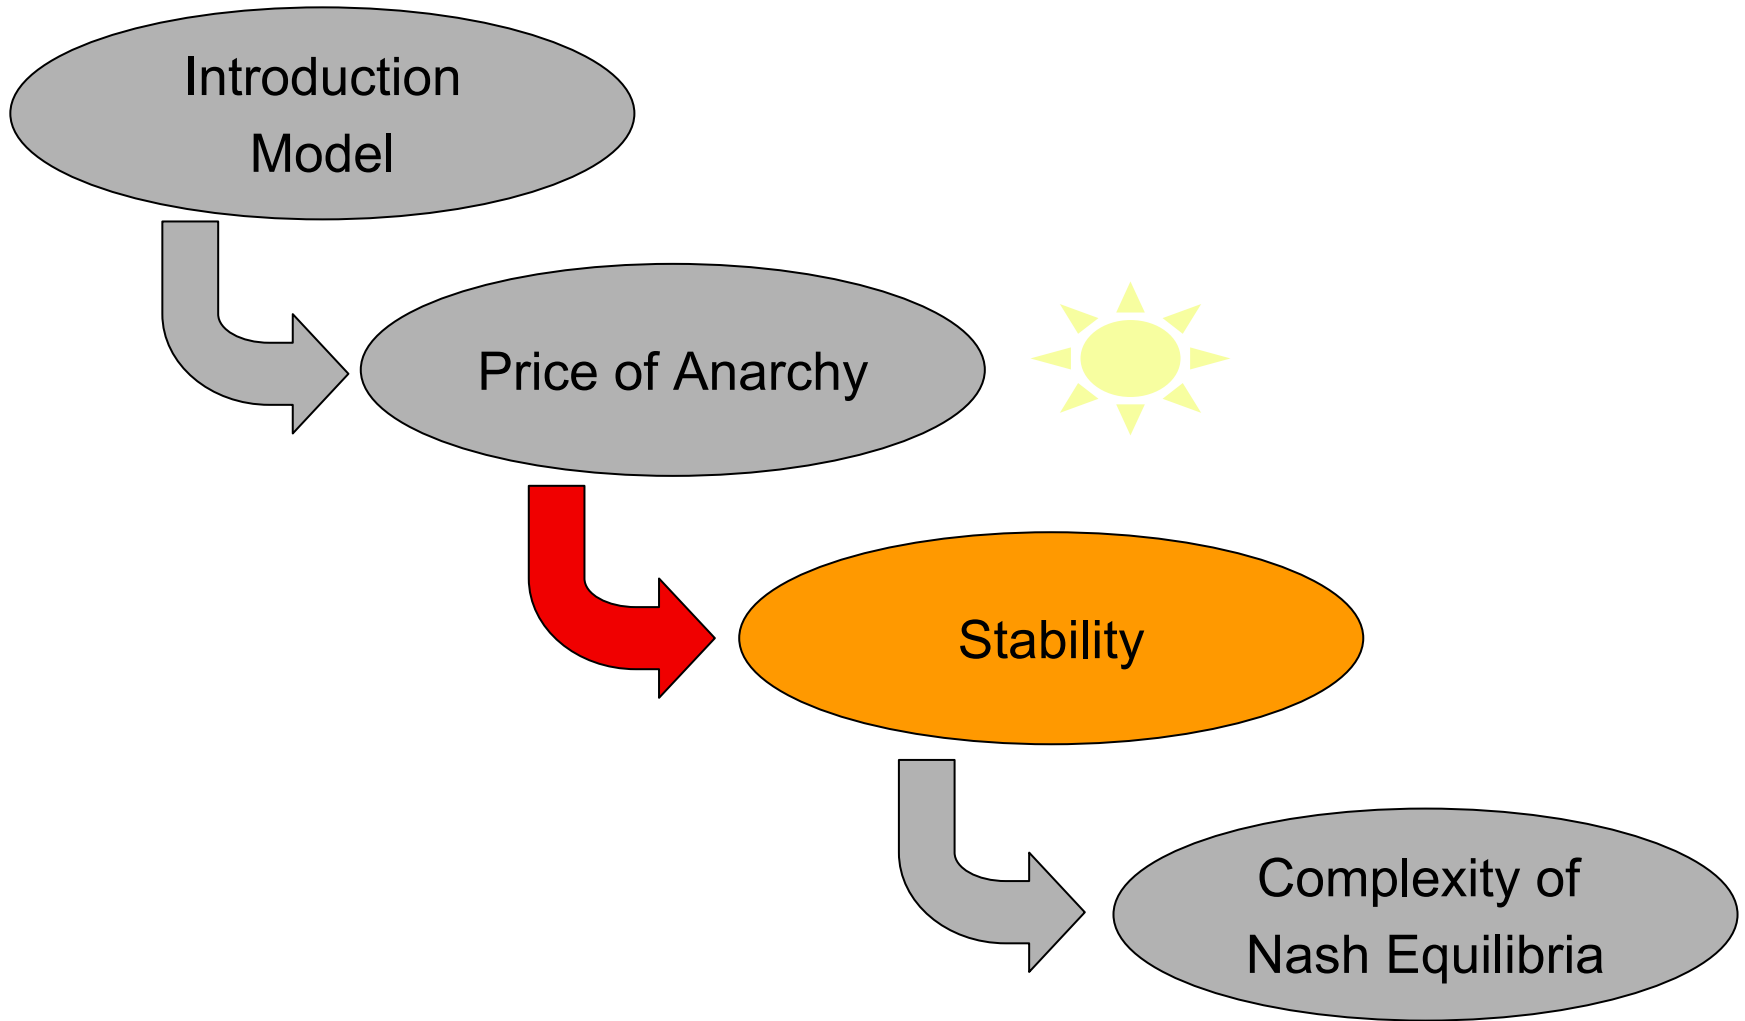 Introduction
Model
Price of Anarchy
Stability
Complexity of
Nash Equilibria